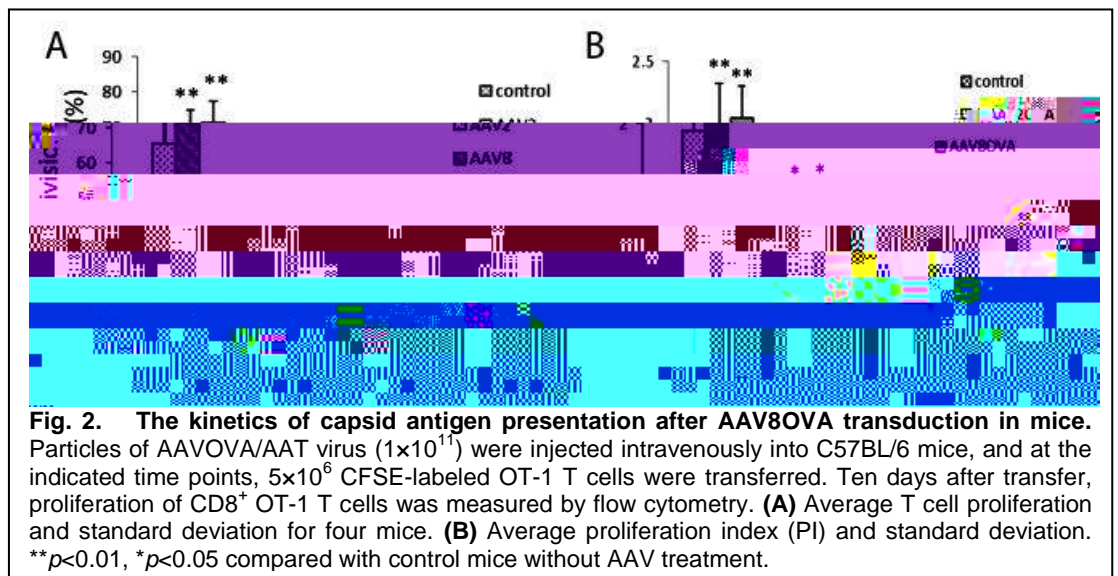 A
B
90
80
70
60
(%)
**
**
control
AAV8
2.5
**
**
control
* *
Fig. 2. The kinetics of capsid antigen presentation after AAV8OVA transduction in mice.
Particles of AAVOVA/AAT virus (1×10¹¹) were injected intravenously into C57BL/6 mice, and at the
indicated time points, 5×10⁶ CFSE-labeled OT-1 T cells were transferred. Ten days after transfer,
proliferation of CD8⁺ OT-1 T cells was measured by flow cytometry. (A) Average T cell proliferation
and standard deviation for four mice. (B) Average proliferation index (PI) and standard deviation.
**p<0.01, *p<0.05 compared with control mice without AAV treatment.